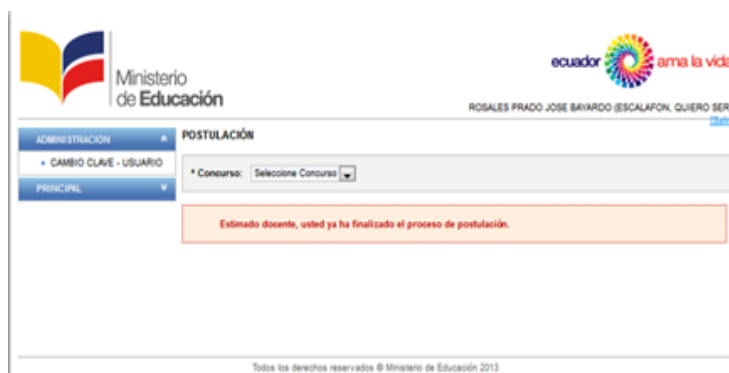 Ministerio
de Educación
ecuador ama la vida
ROSALES PRADO JOSE BAYARDO (ESCALAFON, QUIERO SER
ADMINISTRACION
CAMBIO CLAVE - USUARIO
PRINCIPAL
POSTULACIÓN
* Concurso: Seleccione Concurso
Estimado docente, usted ya ha finalizado el proceso de postulación.
Todos los derechos reservados © Ministerio de Educación 2013